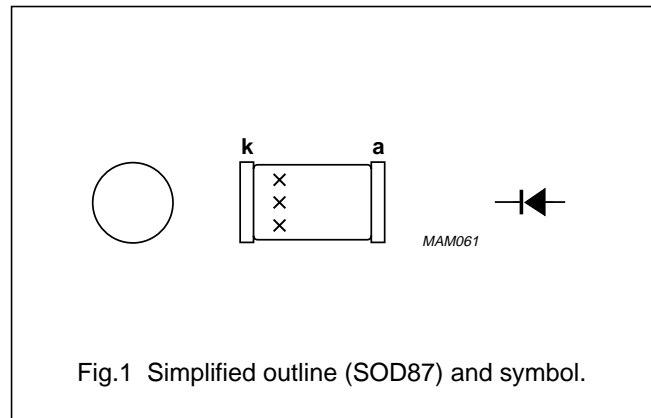 k a
MAM061
Fig.1 Simplified outline (SOD87) and symbol.